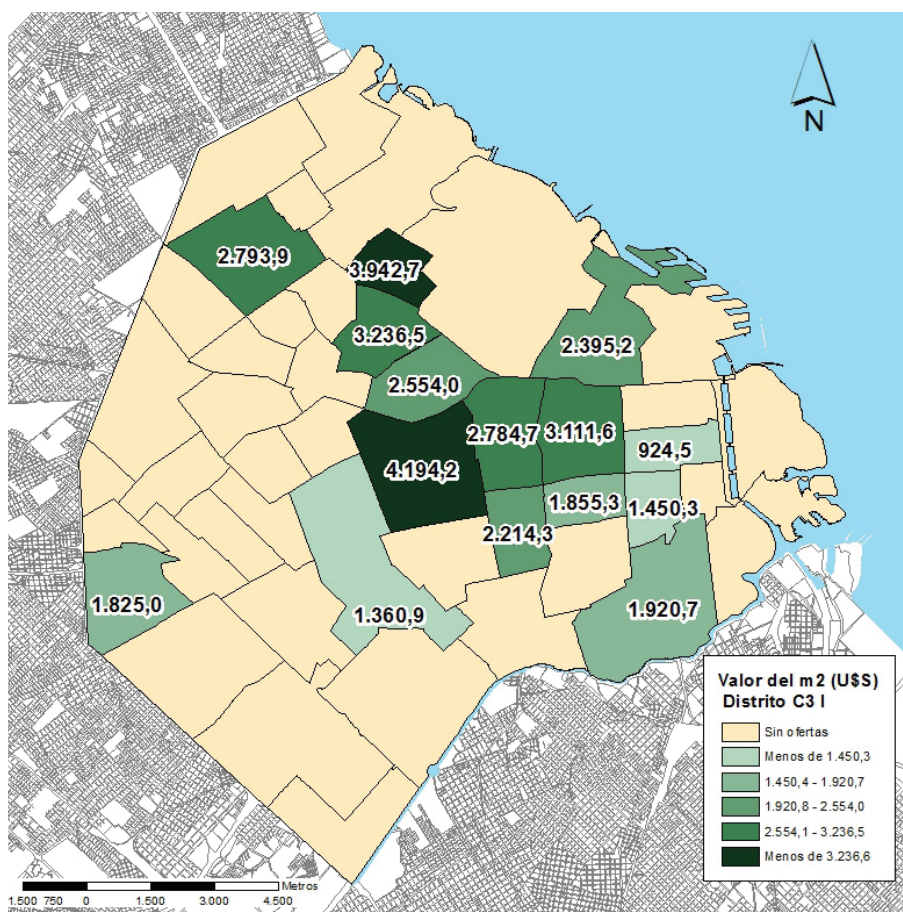 N
2.793,9
3.942,7
3.236,5
2.395,2
2.554,0
2.784,7
3.111,6
924,5
4.194,2
1.855,3
1.450,3
2.214,3
1.825,0
1.360,9
1.920,7
Valor del m2 (U$S)
Distrito C3 I
Sin ofertas
Menos de 1.450,3
1.450,4 - 1.920,7
1.920,8 - 2.554,0
2.554,1 - 3.236,5
Menos de 3.236,6
Metros
1.500 750 0 1.500 3.000 4.500